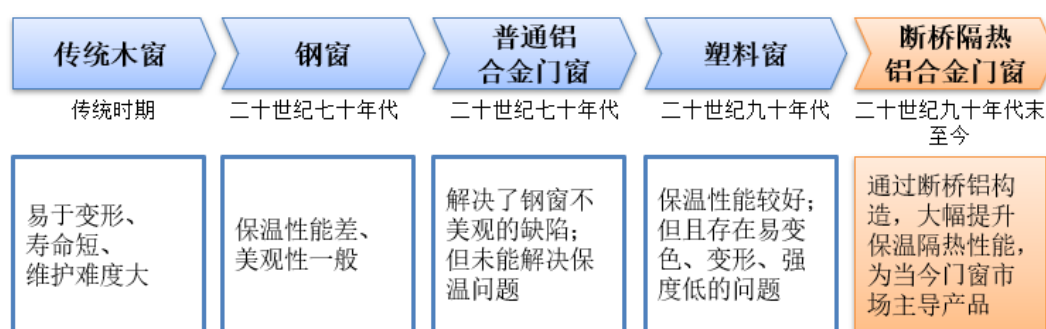 传统木窗
钢窗
普通铝
合金门窗
塑料窗
断桥隔热
铝合金门窗
传统时期
二十世纪七十年代
二十世纪七十年代
二十世纪九十年代
二十世纪九十年代末
至今
易于变形、
寿命短、
维护难度大
保温性能差、
美观性一般
解决了钢窗不
美观的缺陷；
但未能解决保
温问题
保温性能较好；
但且存在易变
色、变形、强
度低的问题
通过断桥铝构
造，大幅提升
保温隔热性能，
为当今门窗市
场主导产品